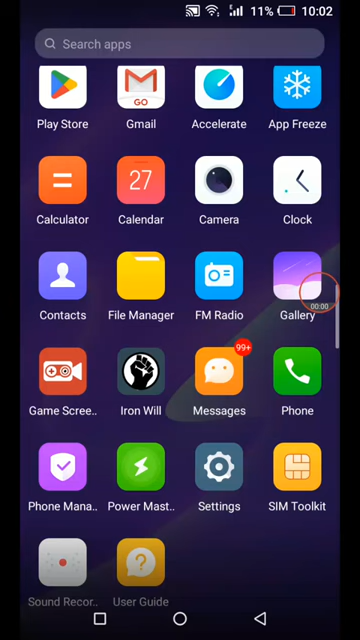 11% 10:02
Search apps
GO
Play Store Gmail Accelerate App Freeze
27
Calculator Calendar Camera Clock
00:00
Contacts File Manager FM Radio Gallery
99+
Game Scree.. Iron Will Messages Phone
Phone Mana.. Power Mast.. Settings SIM Toolkit
Sound Recor.. User Guide